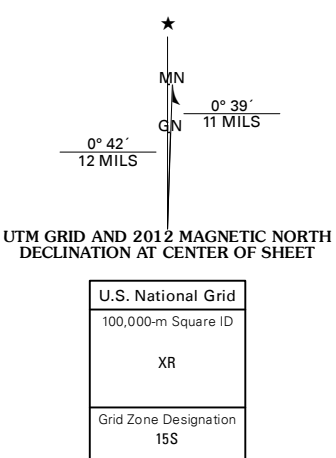 ★
MN
0° 39´
11 MILS
GN
0° 42´
12 MILS
UTM GRID AND 2012 MAGNETIC NORTH
DECLINATION AT CENTER OF SHEET
U.S. National Grid
100,000-m Square ID
XR
Grid Zone Designation
15S